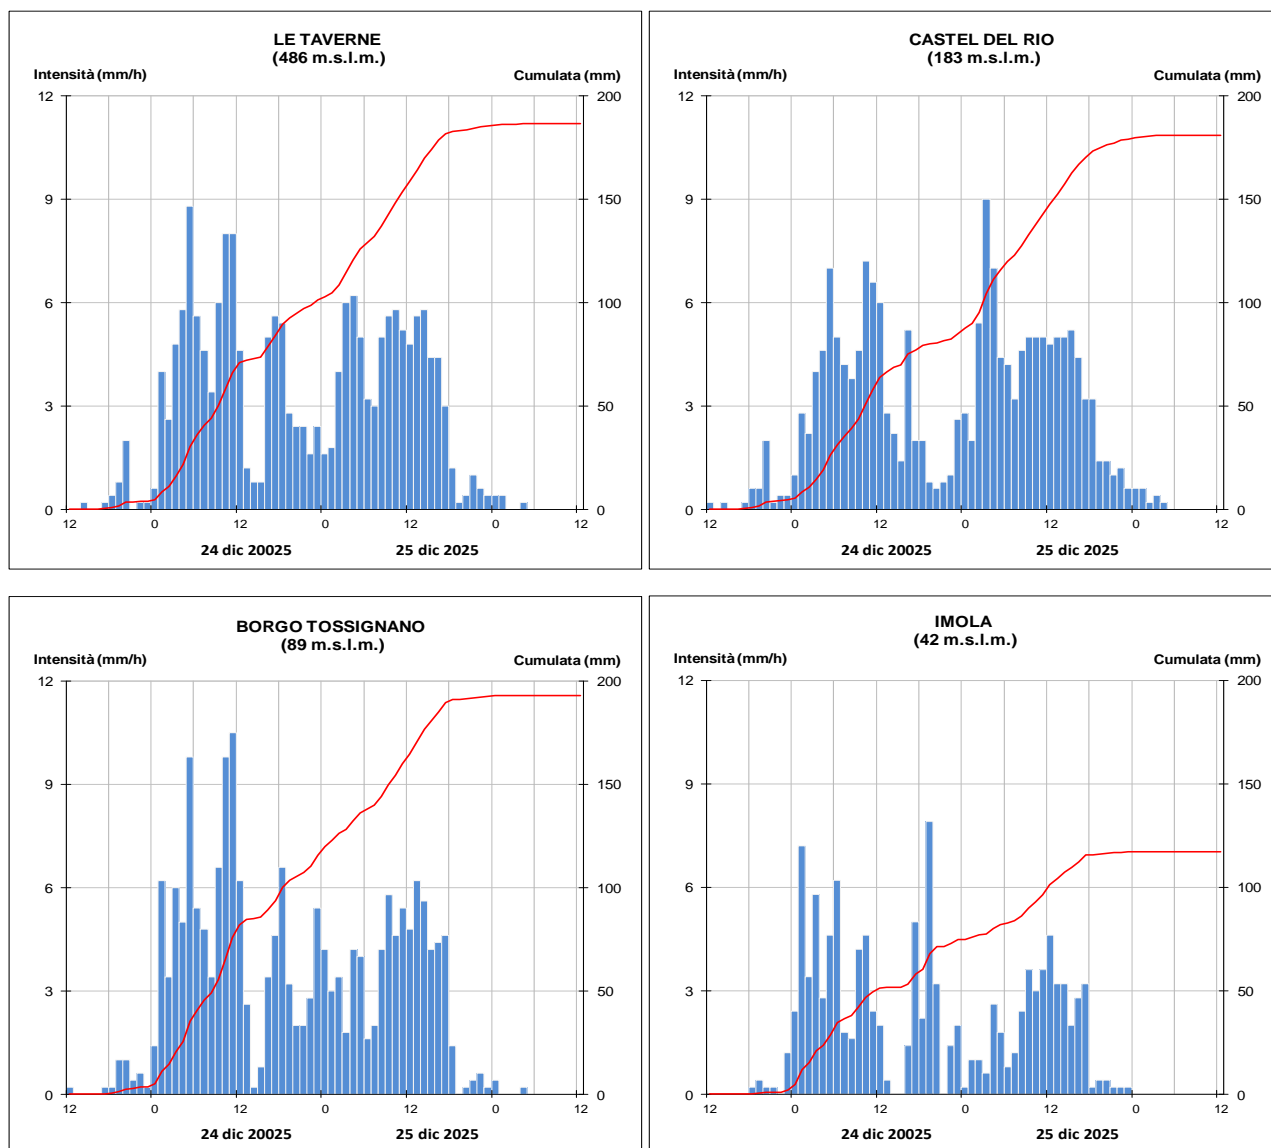 LE TAVERNE
(486 m.s.l.m.)
Intensità (mm/h) Cumulata (mm)
12 200
9 150
6 100
3 50
0 0
12 0 12 0 12 0 12
24 dic 20025 25 dic 2025
CASTEL DEL RIO
(183 m.s.l.m.)
Intensità (mm/h) Cumulata (mm)
12 200
9 150
6 100
3 50
0 0
12 0 12 0 12 0 12
24 dic 20025 25 dic 2025
BORGO TOSSIGNANO
(89 m.s.l.m.)
Intensità (mm/h) Cumulata (mm)
12 200
9 150
6 100
3 50
0 0
12 0 12 0 12 0 12
24 dic 20025 25 dic 2025
IMOLA
(42 m.s.l.m.)
Intensità (mm/h) Cumulata (mm)
12 200
9 150
6 100
3 50
0 0
12 0 12 0 12 0 12
24 dic 20025 25 dic 2025